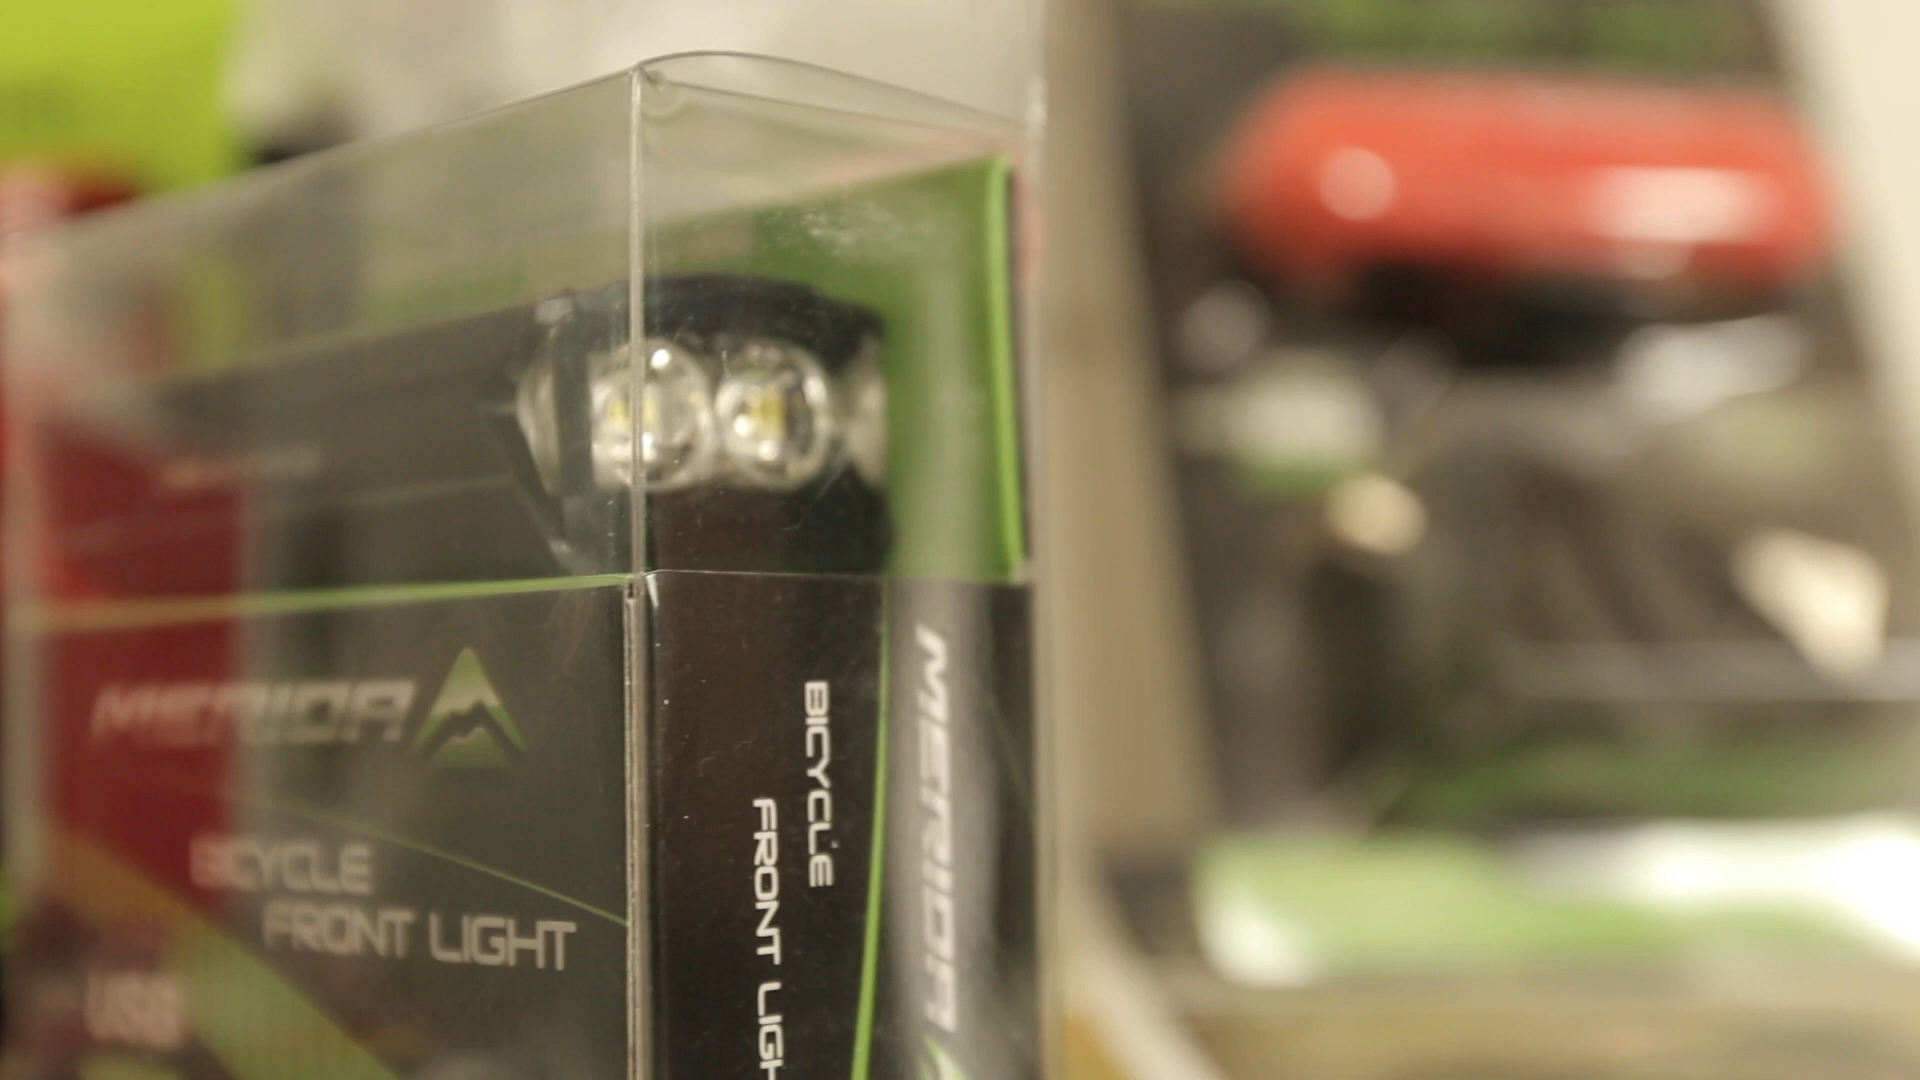 MERIDA
BICYCLE
FRONT LIGHT
USB
BICYCLE
FRONT LIGH
MERIDA